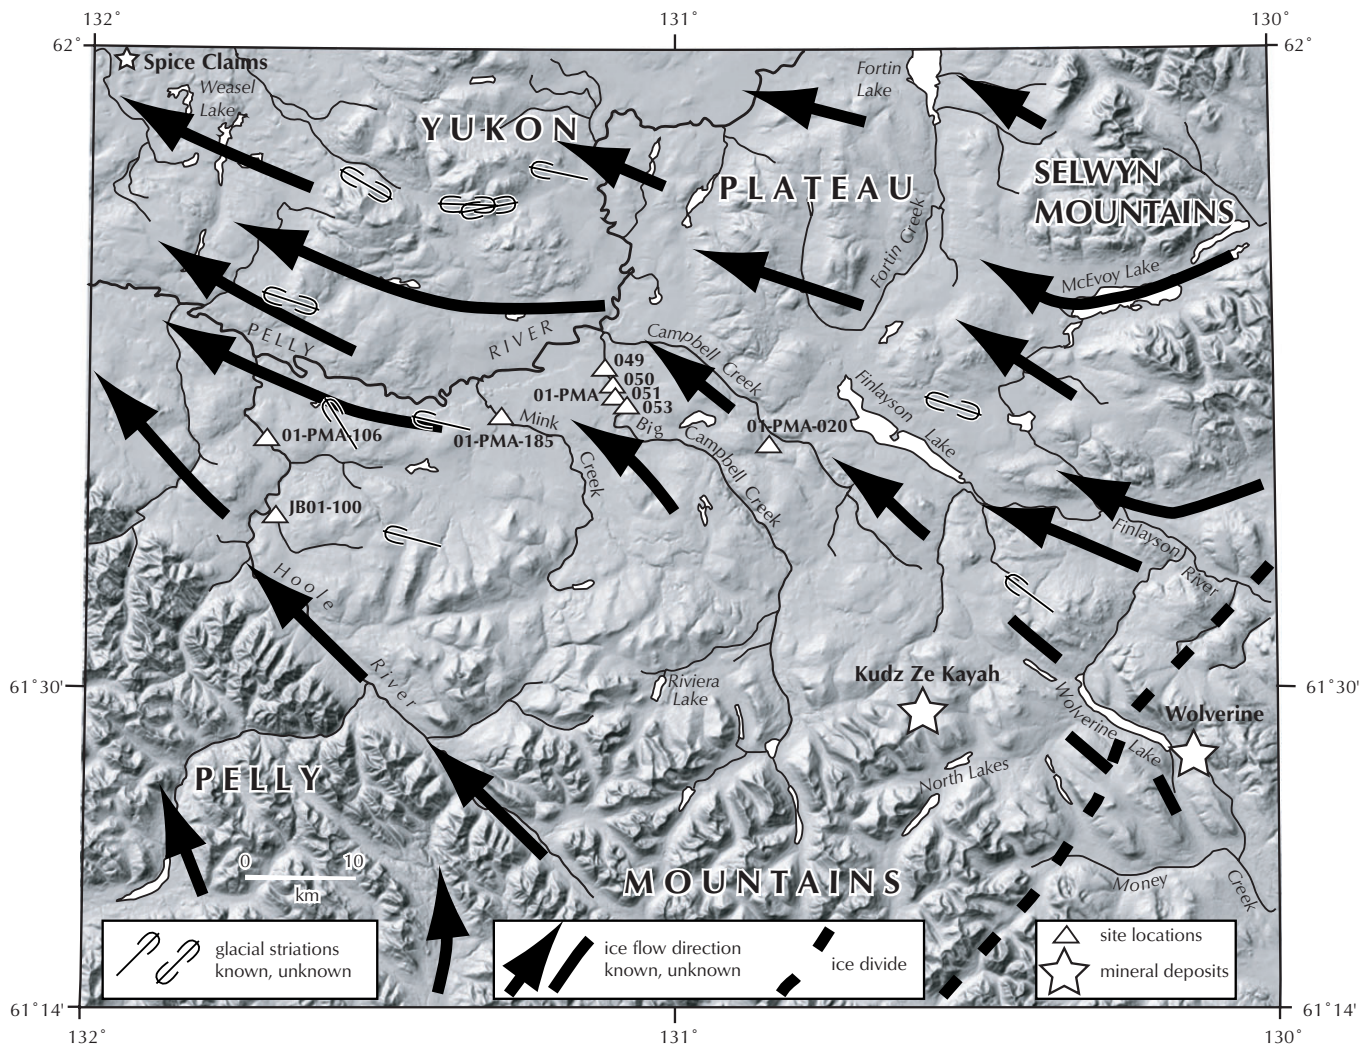 132˚
131˚
130˚
62˚
62˚
Spice Claims
Weasel
Lake
Fortin
Lake
YUKON
PLATEAU
SELWYN
MOUNTAINS
Fortin Creek
McEvoy Lake
PELLY
RIVER
Campbell Creek
049
050
01-PMA
051
053
Finlayson Lake
Mink
Creek
Big Campbell Creek
01-PMA-020
01-PMA-106
01-PMA-185
JB01-100
Finlayson River
Hoole River
61˚30'
61˚30'
Riviera
Lake
Kudz Ze Kayah
Wolverine
Wolverine Lake
North Lakes
PELLY
MOUNTAINS
0
10
km
Money Creek
glacial striations
known, unknown
ice flow direction
known, unknown
ice divide
site locations
mineral deposits
61˚14'
61˚14'
132˚
131˚
130˚